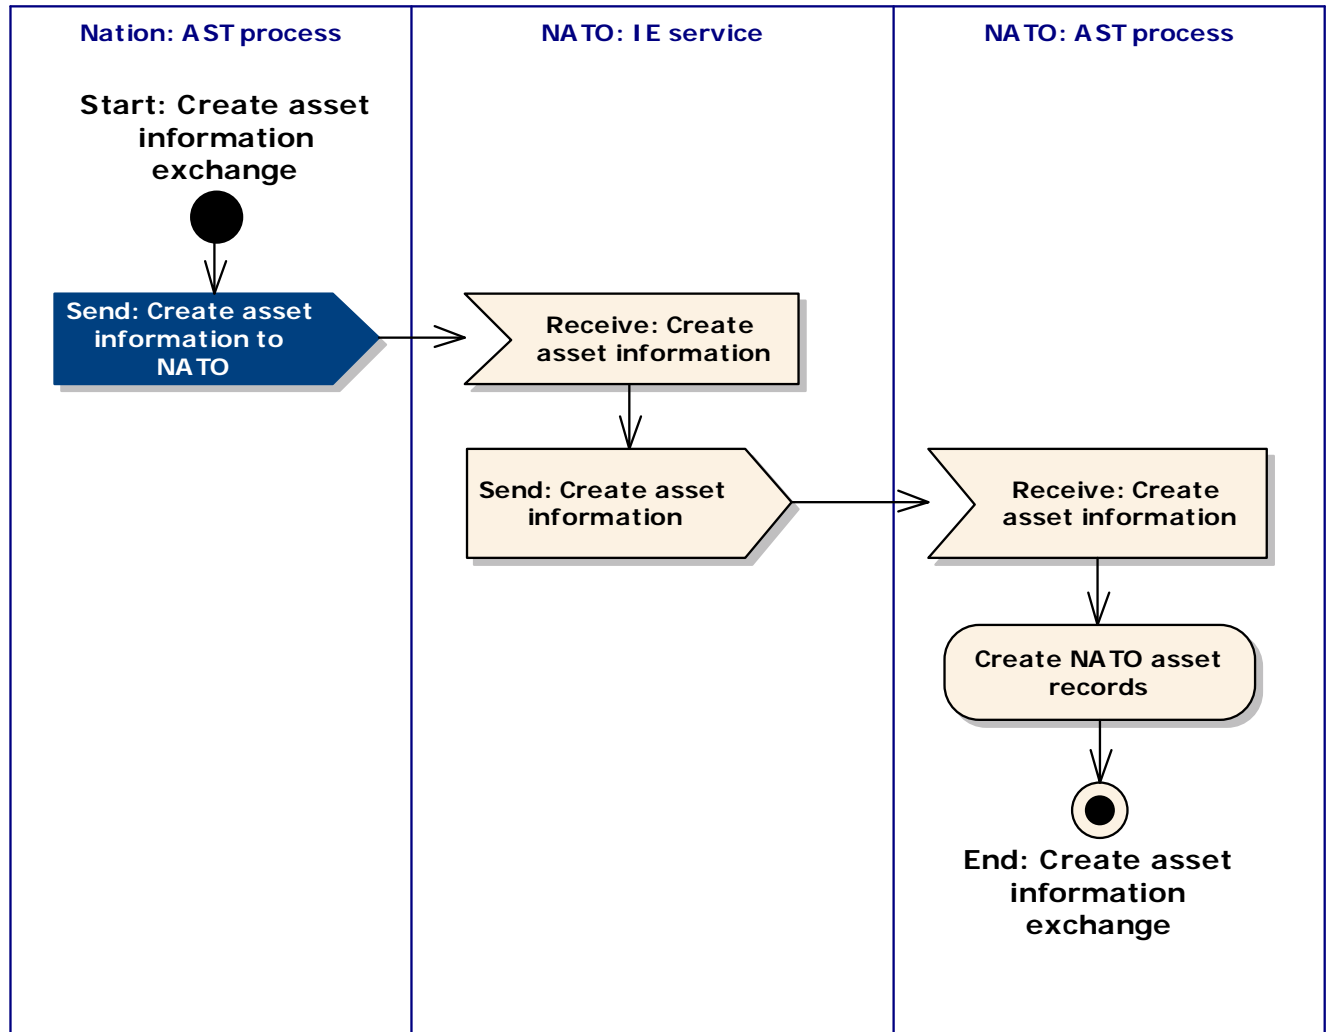 Nation: AST process
NATO: IE service
NATO: AST process
Start: Create asset
information
exchange
Send: Create asset
information to
NATO
Receive: Create
asset information
Send: Create asset
information
Receive: Create
asset information
Create NATO asset
records
End: Create asset
information
exchange